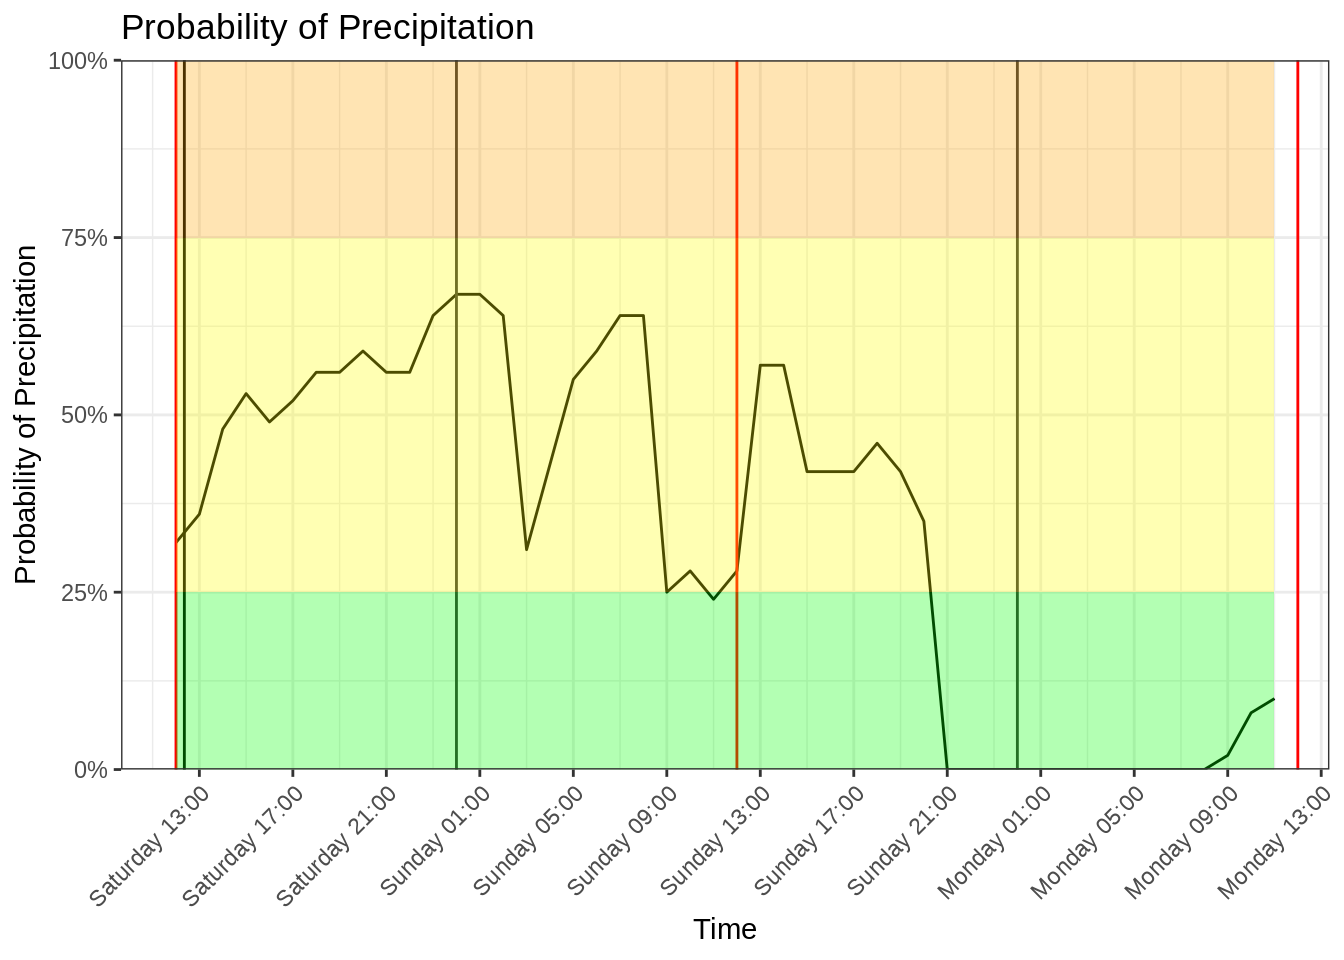 Probability of Precipitation
Probability of Precipitation
100%
75%
50%
25%
0%
Saturday 13:00
Saturday 17:00
Saturday 21:00
Sunday 01:00
Sunday 05:00
Sunday 09:00
Sunday 13:00
Sunday 17:00
Sunday 21:00
Monday 01:00
Monday 05:00
Monday 09:00
Monday 13:00
Time